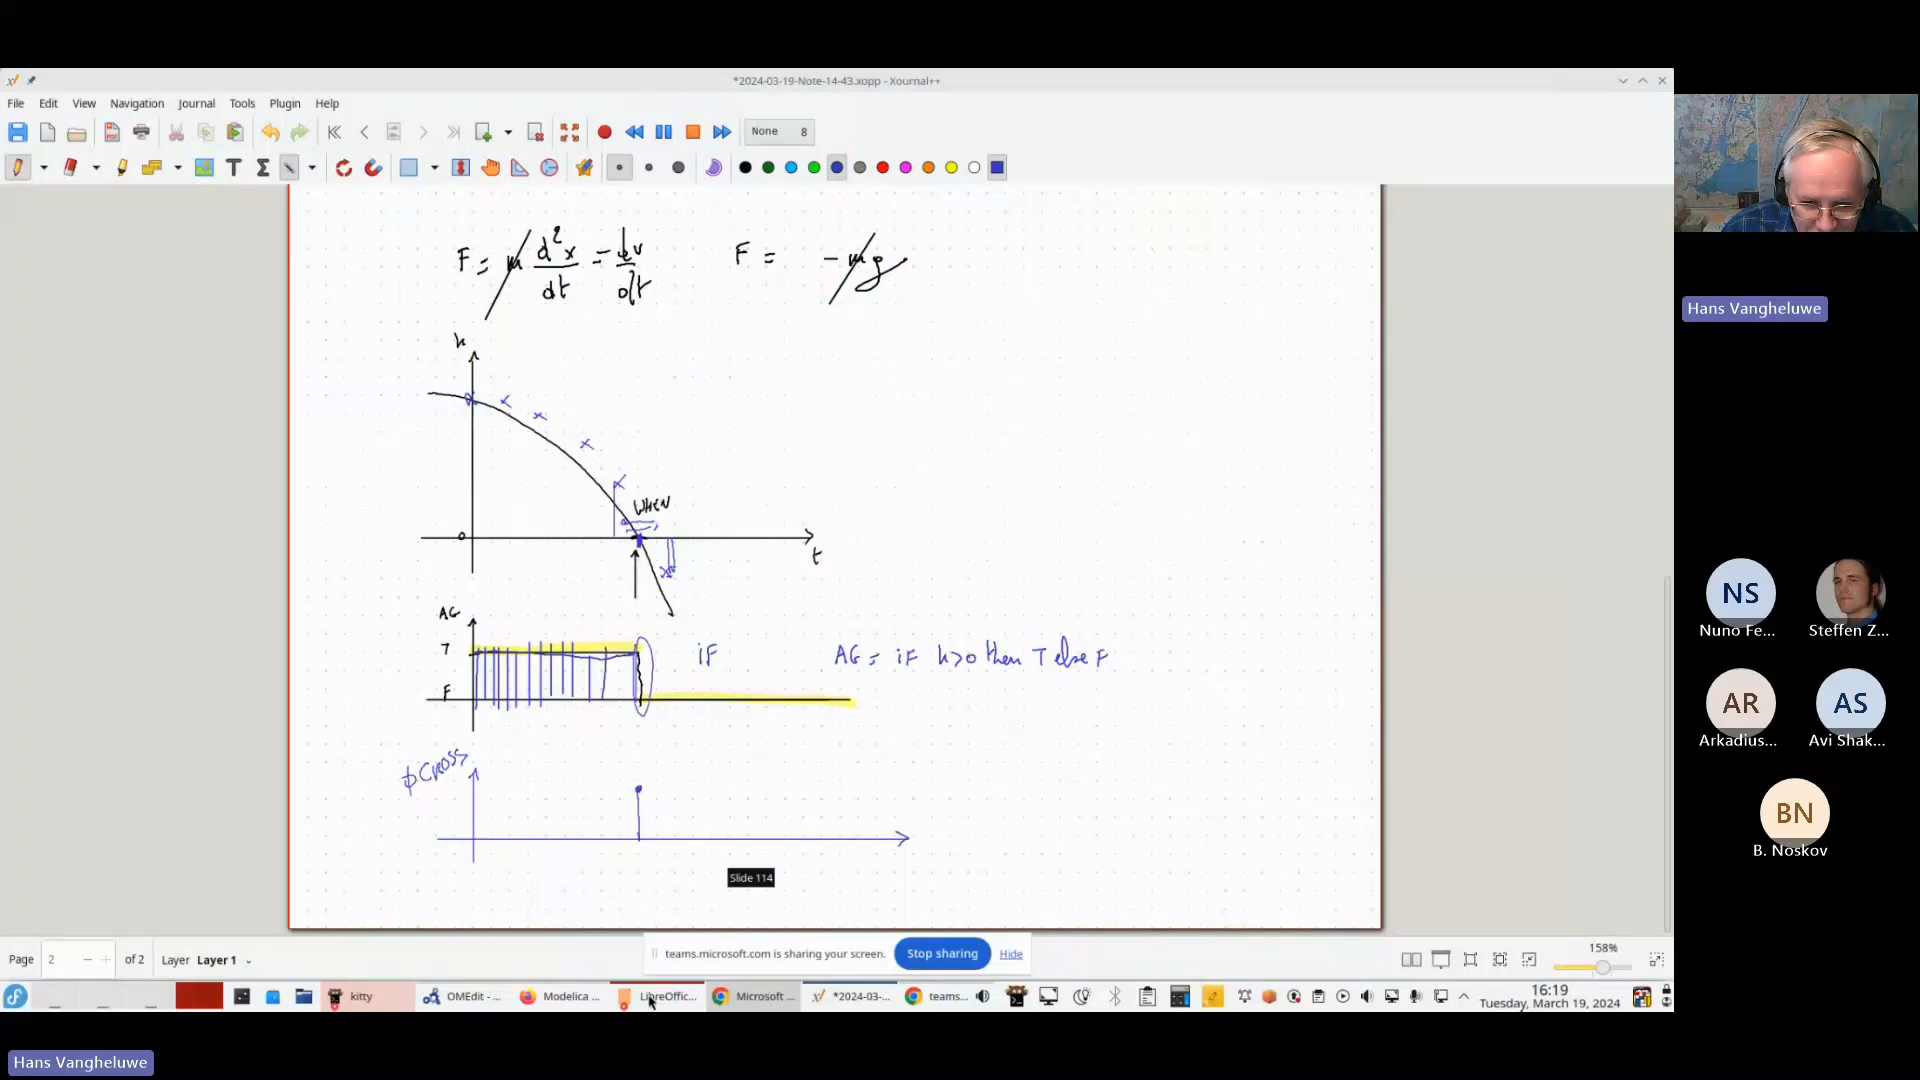 *2024-03-19-Note-14-43.xopp - Xournal++
File Edit View Navigation Journal Tools Plugin Help
None 8
F = m d²x/dt = dv/dt F = - mg
h
WHEN
0
t
AG
T
F
if
AG = if h>0 then T else F
φCROSS
Slide 114
Page 2 of 2 Layer Layer 1
teams.microsoft.com is sharing your screen. Stop sharing Hide
158%
kitty OMEdit - ... Modelica ... LibreOffic... Microsoft ... *2024-03-... teams...
16:19
Tuesday, March 19, 2024
Hans Vangheluwe
NS
Nuno Fe...
Steffen Z...
AR
Arkadius...
AS
Avi Shak...
BN
B. Noskov
Hans Vangheluwe